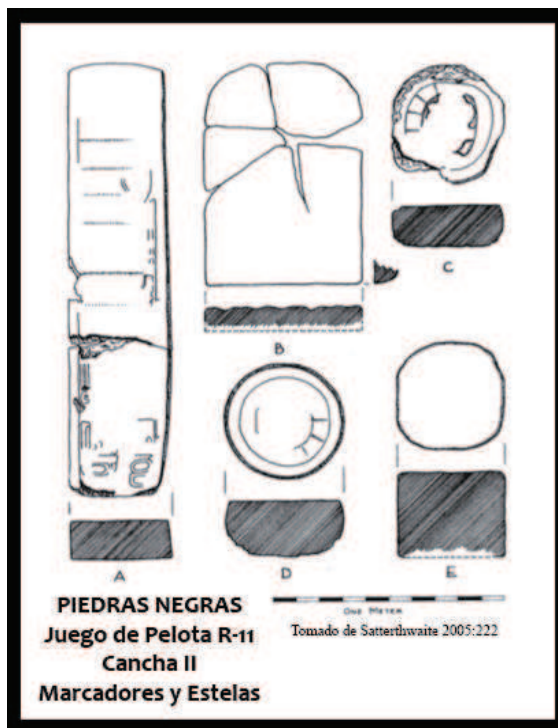 C
B
A
D
E
ONE METER
PIEDRAS NEGRAS
Juego de Pelota R-11
Cancha II
Marcadores y Estelas
Tomado de Satterthwaite 2005:222